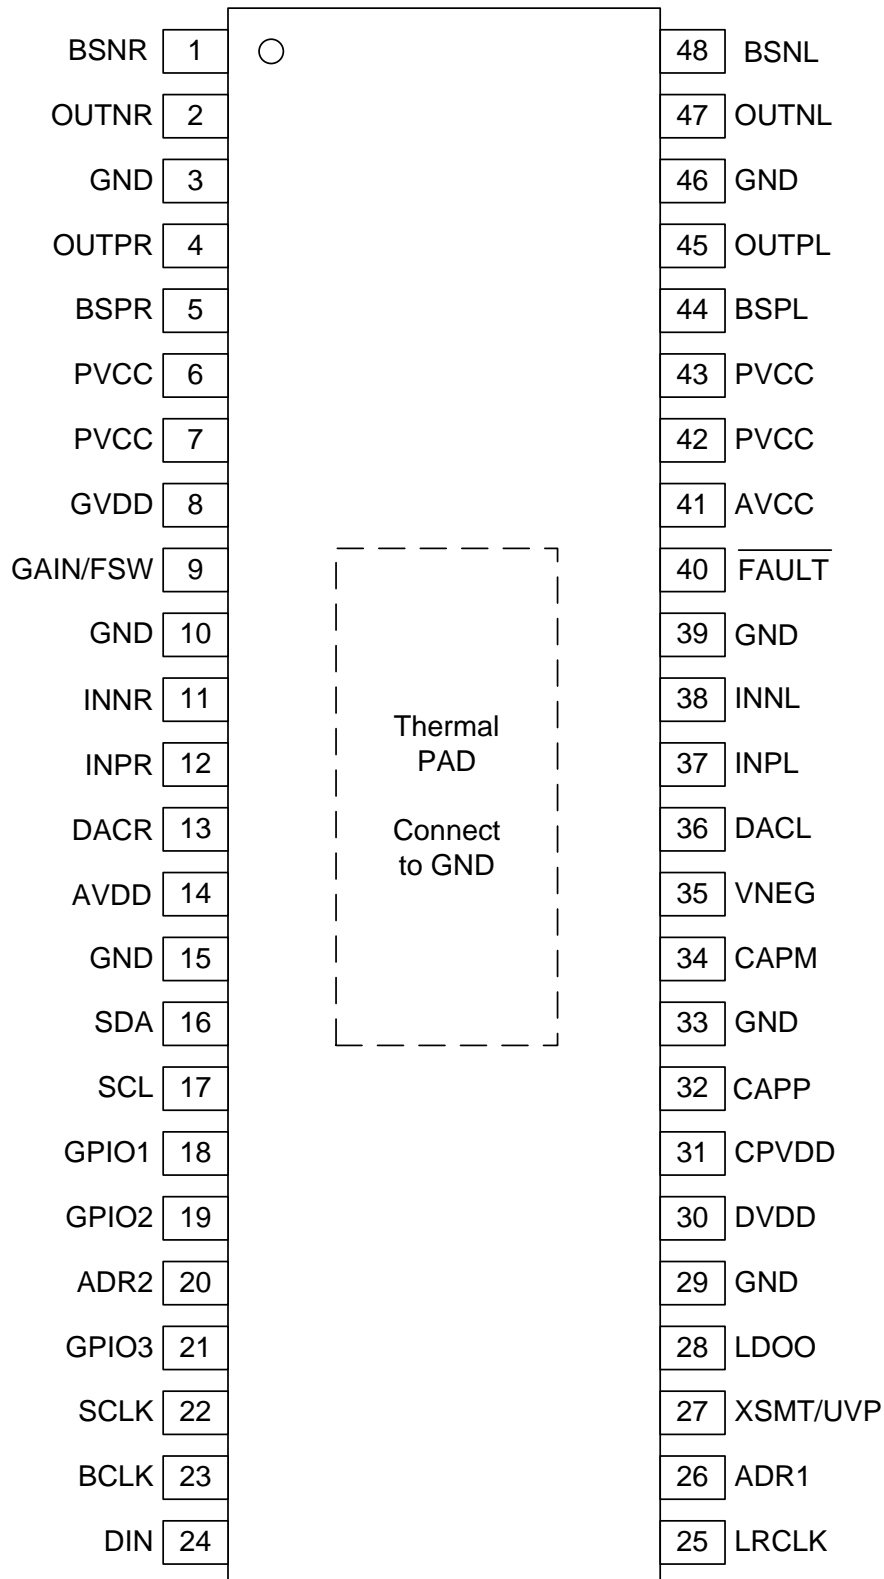 BSNR 1 48 BSNL
OUTNR 2 47 OUTNL
GND 3 46 GND
OUTPR 4 45 OUTPL
BSPR 5 44 BSPL
PVCC 6 43 PVCC
PVCC 7 42 PVCC
GVDD 8 41 AVCC
GAIN/FSW 9 40 F̅A̅U̅L̅T̅
GND 10 39 GND
INNR 11 38 INNL
Thermal
INPR 12 PAD 37 INPL
DACR 13 Connect 36 DACL
to GND
AVDD 14 35 VNEG
GND 15 34 CAPM
SDA 16 33 GND
SCL 17 32 CAPP
GPIO1 18 31 CPVDD
GPIO2 19 30 DVDD
ADR2 20 29 GND
GPIO3 21 28 LDOO
SCLK 22 27 XSMT/UVP
BCLK 23 26 ADR1
DIN 24 25 LRCLK